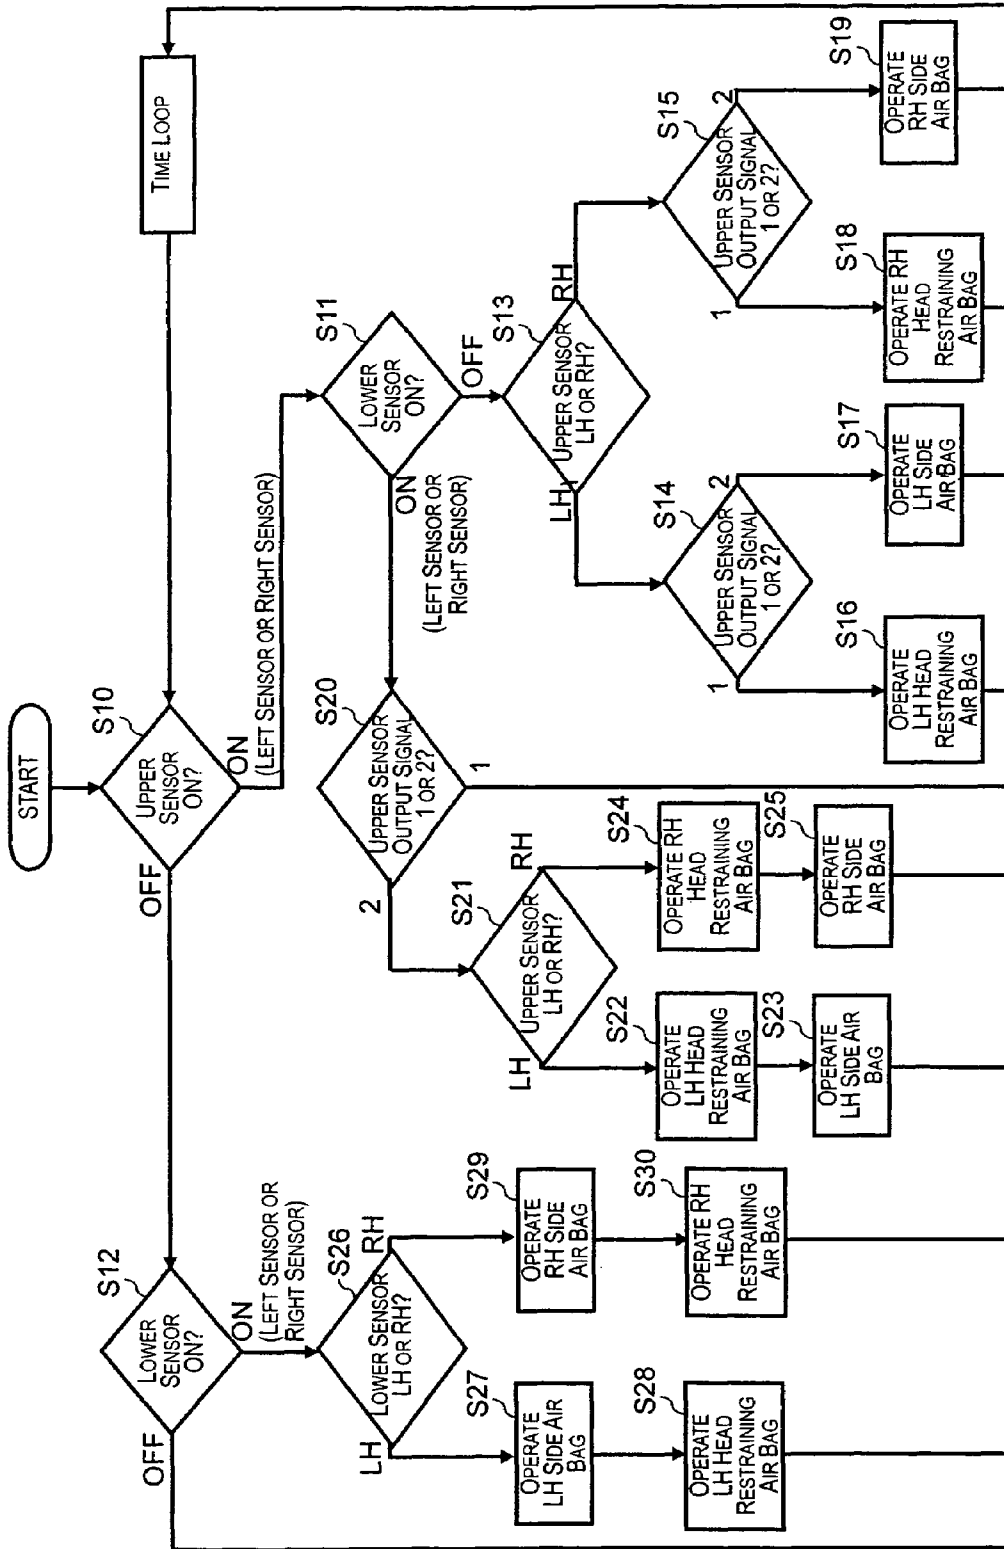 START
TIME LOOP
S10
UPPER
SENSOR
ON?
OFF
ON
(LEFT SENSOR OR RIGHT SENSOR)
S12
LOWER
SENSOR
ON?
OFF
ON
(LEFT SENSOR OR
RIGHT SENSOR)
S11
LOWER
SENSOR
ON?
ON
(LEFT SENSOR OR
RIGHT SENSOR)
OFF
S26
LOWER SENSOR
LH OR RH?
LH
RH
S20
UPPER SENSOR
OUTPUT SIGNAL
1 OR 2?
2
1
S13
UPPER SENSOR
LH OR RH?
LH
RH
S27
OPERATE
LH SIDE AIR
BAG
S29
OPERATE
RH SIDE
AIR BAG
S21
UPPER SENSOR
LH OR RH?
LH
RH
S14
UPPER SENSOR
OUTPUT SIGNAL
1 OR 2?
1
2
S15
UPPER SENSOR
OUTPUT SIGNAL
1 OR 2?
1
2
S28
OPERATE
LH HEAD
RESTRAINING
AIR BAG
S30
OPERATE RH
HEAD
RESTRAINING
AIR BAG
S22
OPERATE
LH HEAD
RESTRAINING
AIR BAG
S24
OPERATE RH
HEAD
RESTRAINING
AIR BAG
S23
OPERATE
LH SIDE AIR
BAG
S25
OPERATE
RH SIDE
AIR BAG
S16
OPERATE
LH HEAD
RESTRAINING
AIR BAG
S17
OPERATE
LH SIDE
AIR BAG
S18
OPERATE RH
HEAD
RESTRAINING
AIR BAG
S19
OPERATE
RH SIDE
AIR BAG